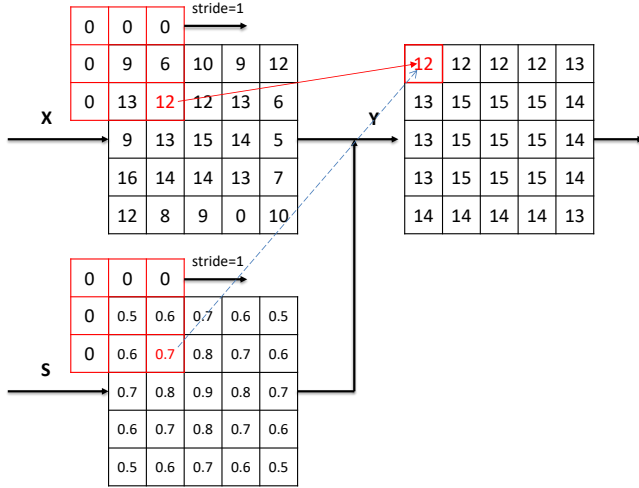 stride=1
0 0 0
0 9 6 10 9 12
0 13 12 12 13 6
9 13 15 14 5
16 14 14 13 7
12 8 9 0 10
X
Y
12 12 12 12 13
13 15 15 15 14
13 15 15 15 14
13 15 15 15 14
14 14 14 14 13
stride=1
0 0 0
0 0.5 0.6 0.7 0.6 0.5
0 0.6 0.7 0.8 0.7 0.6
0.7 0.8 0.9 0.8 0.7
0.6 0.7 0.8 0.7 0.6
0.5 0.6 0.7 0.6 0.5
S